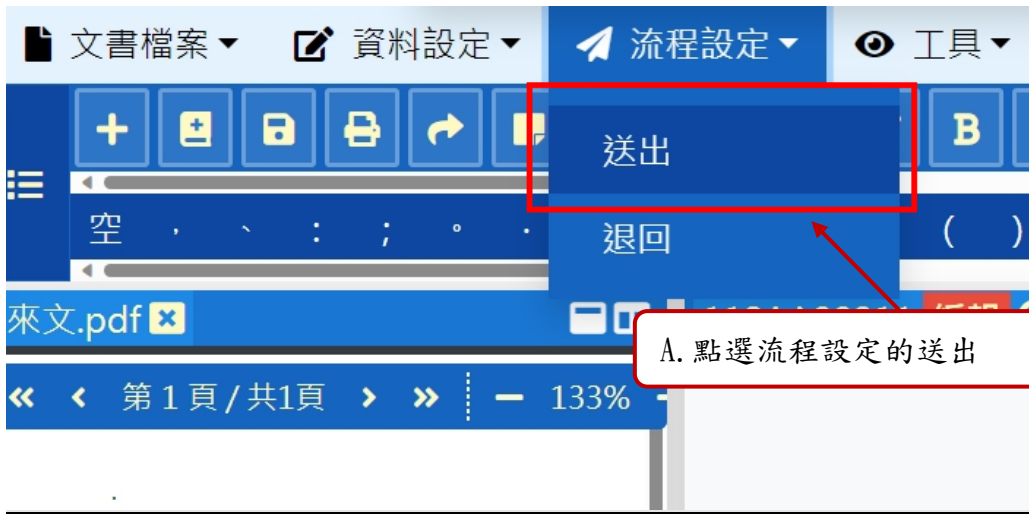 文書檔案 資料設定 流程設定 工具
B
送出
空 ， 、 ： ； 。 ． ( )
退回
來文.pdf
A.點選流程設定的送出
第 1 頁 / 共1頁 133%